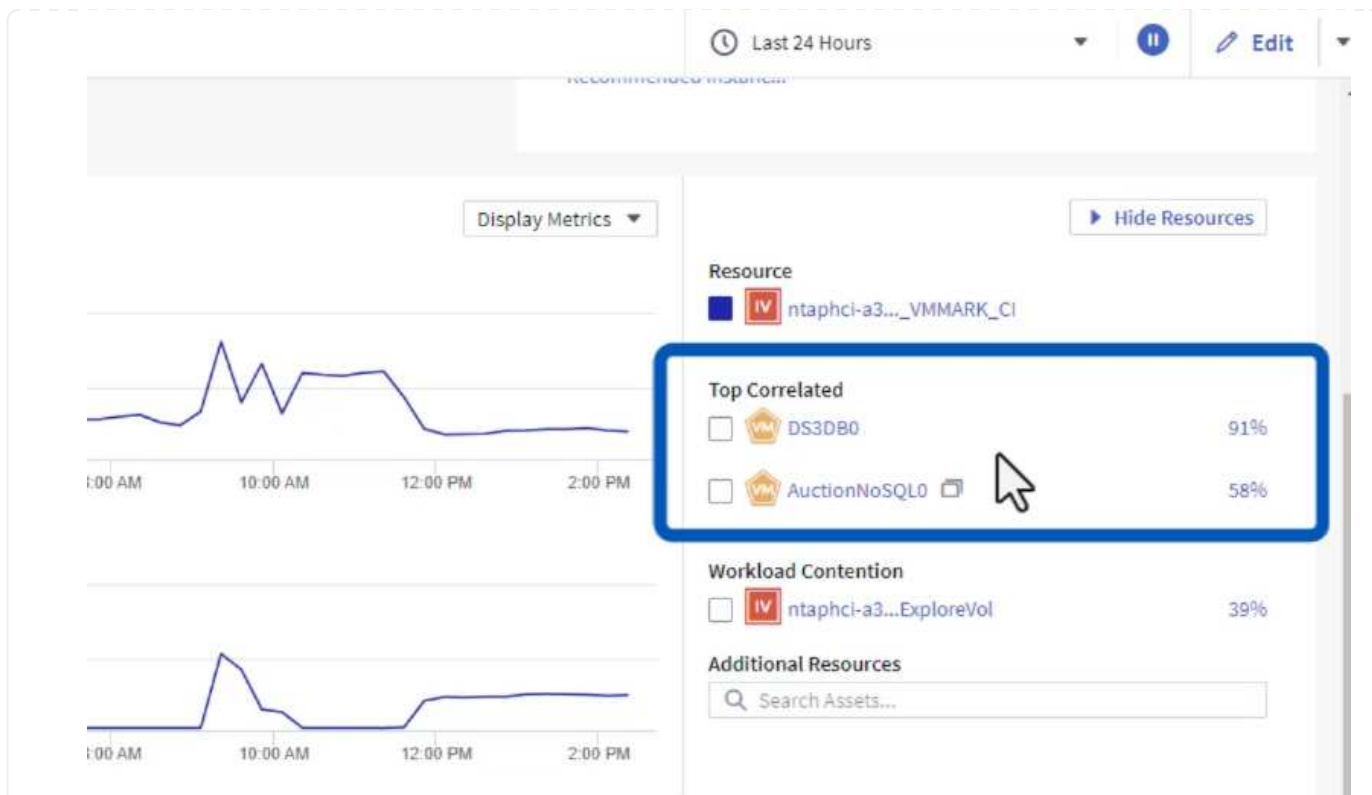 Last 24 Hours
Edit
Recommended Instanc...
Display Metrics
Hide Resources
Resource
IV ntaphci-a3..._VMMARK_CI
Top Correlated
VM DS3DB0 91%
VM AuctionNoSQL0 58%
:00 AM 10:00 AM 12:00 PM 2:00 PM
Workload Contention
IV ntaphci-a3...ExploreVol 39%
Additional Resources
Search Assets...
:00 AM 10:00 AM 12:00 PM 2:00 PM